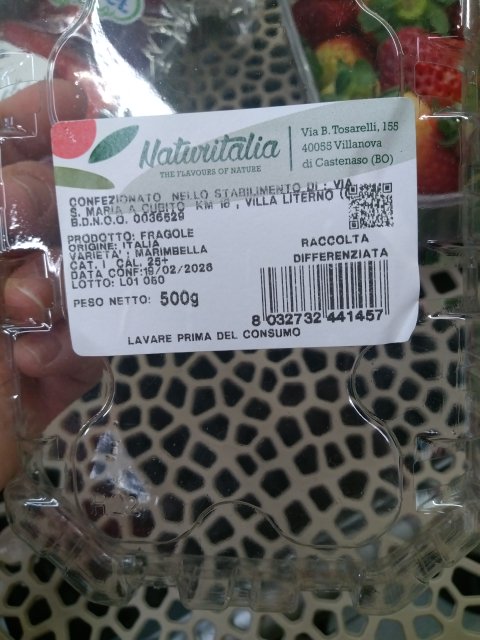 Naturitalia
THE FLAVOURS OF NATURE
Via B. Tosarelli, 155
40055 Villanova
di Castenaso (BO)
CONFEZIONATO NELLO STABILIMENTO DI : VIA
S. MARIA A CUBITO KM 18 , VILLA LITERNO (
B.D.N.O.O. 0036529
PRODOTTO: FRAGOLE
ORIGINE: ITALIA
VARIETA': MARIMBELLA
CAT. I CAL. 25+
DATA CONF:19/02/2026
LOTTO: L01 050
PESO NETTO: 500g
RACCOLTA
DIFFERENZIATA
8 032732 441457
LAVARE PRIMA DEL CONSUMO